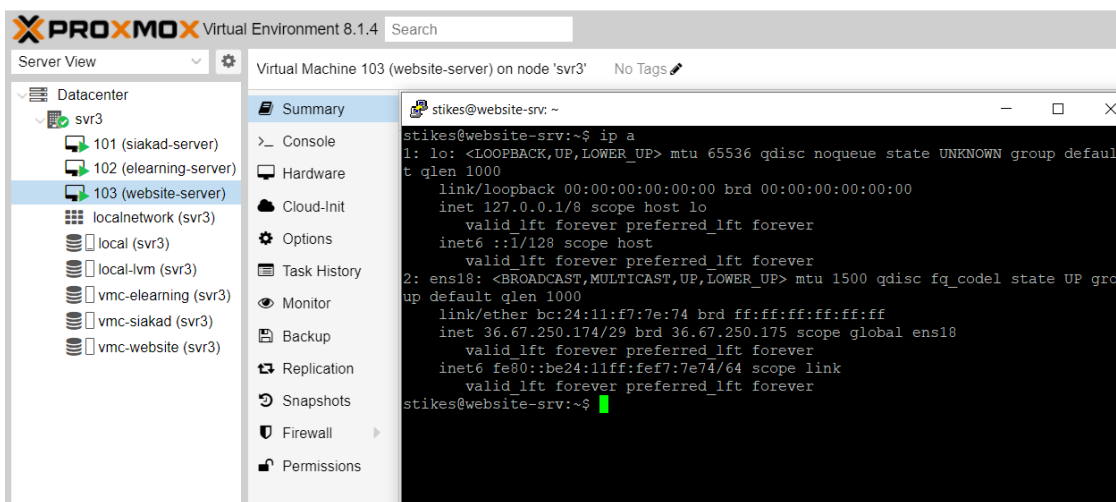 PROXMOX Virtual Environment 8.1.4 Search
Server View
Virtual Machine 103 (website-server) on node 'svr3' No Tags
Datacenter
svr3
101 (siakad-server)
102 (elearning-server)
103 (website-server)
localnetwork (svr3)
local (svr3)
local-lvm (svr3)
vmc-elearning (svr3)
vmc-siakad (svr3)
vmc-website (svr3)
Summary
>_ Console
Hardware
Cloud-Init
Options
Task History
Monitor
Backup
Replication
Snapshots
Firewall
Permissions
stikes@website-srv: ~
stikes@website-srv:~$ ip a
1: lo: <LOOPBACK,UP,LOWER_UP> mtu 65536 qdisc noqueue state UNKNOWN group defaul
t qlen 1000
link/loopback 00:00:00:00:00:00 brd 00:00:00:00:00:00
inet 127.0.0.1/8 scope host lo
valid_lft forever preferred_lft forever
inet6 ::1/128 scope host
valid_lft forever preferred_lft forever
2: ens18: <BROADCAST,MULTICAST,UP,LOWER_UP> mtu 1500 qdisc fq_codel state UP gro
up default qlen 1000
link/ether bc:24:11:f7:7e:74 brd ff:ff:ff:ff:ff:ff
inet 36.67.250.174/29 brd 36.67.250.175 scope global ens18
valid_lft forever preferred_lft forever
inet6 fe80::be24:11ff:fef7:7e74/64 scope link
valid_lft forever preferred_lft forever
stikes@website-srv:~$